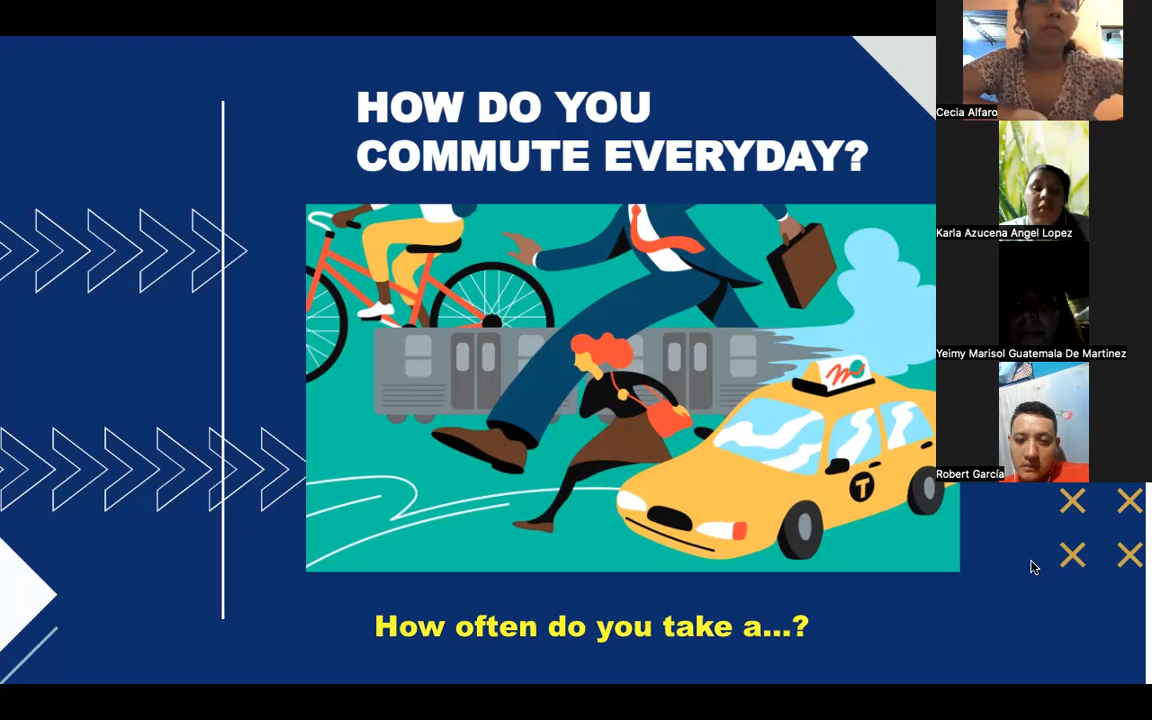 HOW DO YOU
COMMUTE EVERYDAY?
T
How often do you take a...?
Cecia Alfaro
Karla Azucena Angel Lopez
Yeimy Marisol Guatemala De Martinez
Robert García